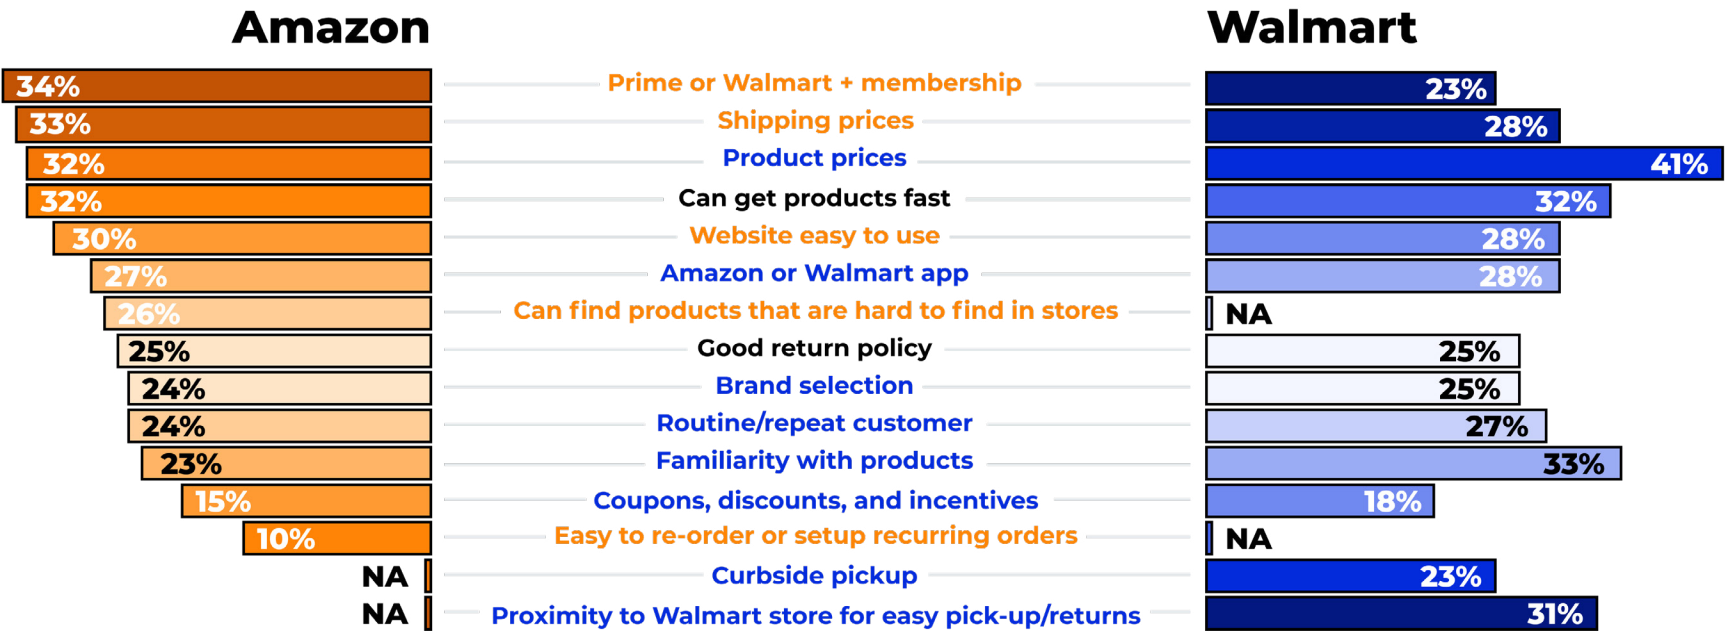 Amazon Walmart
34% Prime or Walmart + membership 23%
33% Shipping prices 28%
32% Product prices 41%
32% Can get products fast 32%
30% Website easy to use 28%
27% Amazon or Walmart app 28%
26% Can find products that are hard to find in stores NA
25% Good return policy 25%
24% Brand selection 25%
24% Routine/repeat customer 27%
23% Familiarity with products 33%
15% Coupons, discounts, and incentives 18%
10% Easy to re-order or setup recurring orders NA
NA Curbside pickup 23%
NA Proximity to Walmart store for easy pick-up/returns 31%